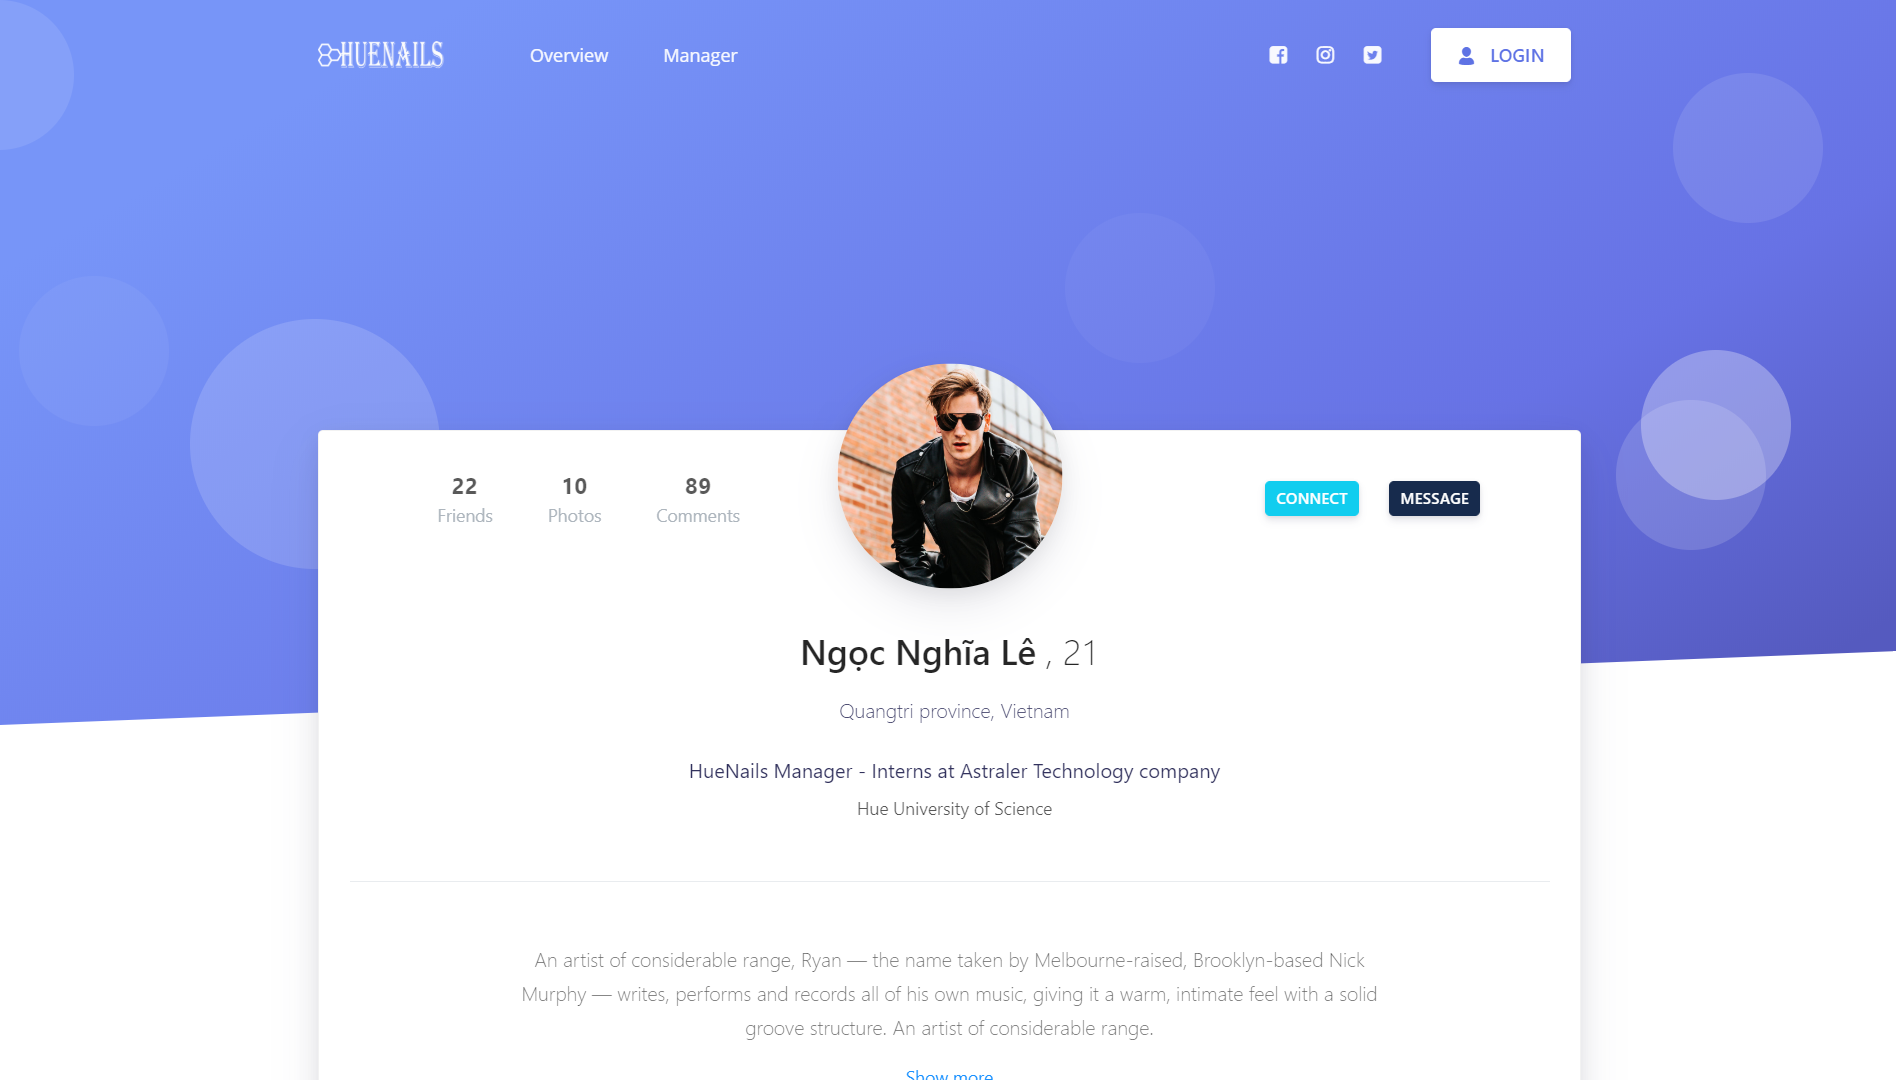 HUENAILS
Overview
Manager
LOGIN
22
Friends
10
Photos
89
Comments
CONNECT
MESSAGE
Ngọc Nghĩa Lê , 21
Quangtri province, Vietnam
HueNails Manager - Interns at Astraler Technology company
Hue University of Science
An artist of considerable range, Ryan — the name taken by Melbourne-raised, Brooklyn-based Nick
Murphy — writes, performs and records all of his own music, giving it a warm, intimate feel with a solid
groove structure. An artist of considerable range.
Show more